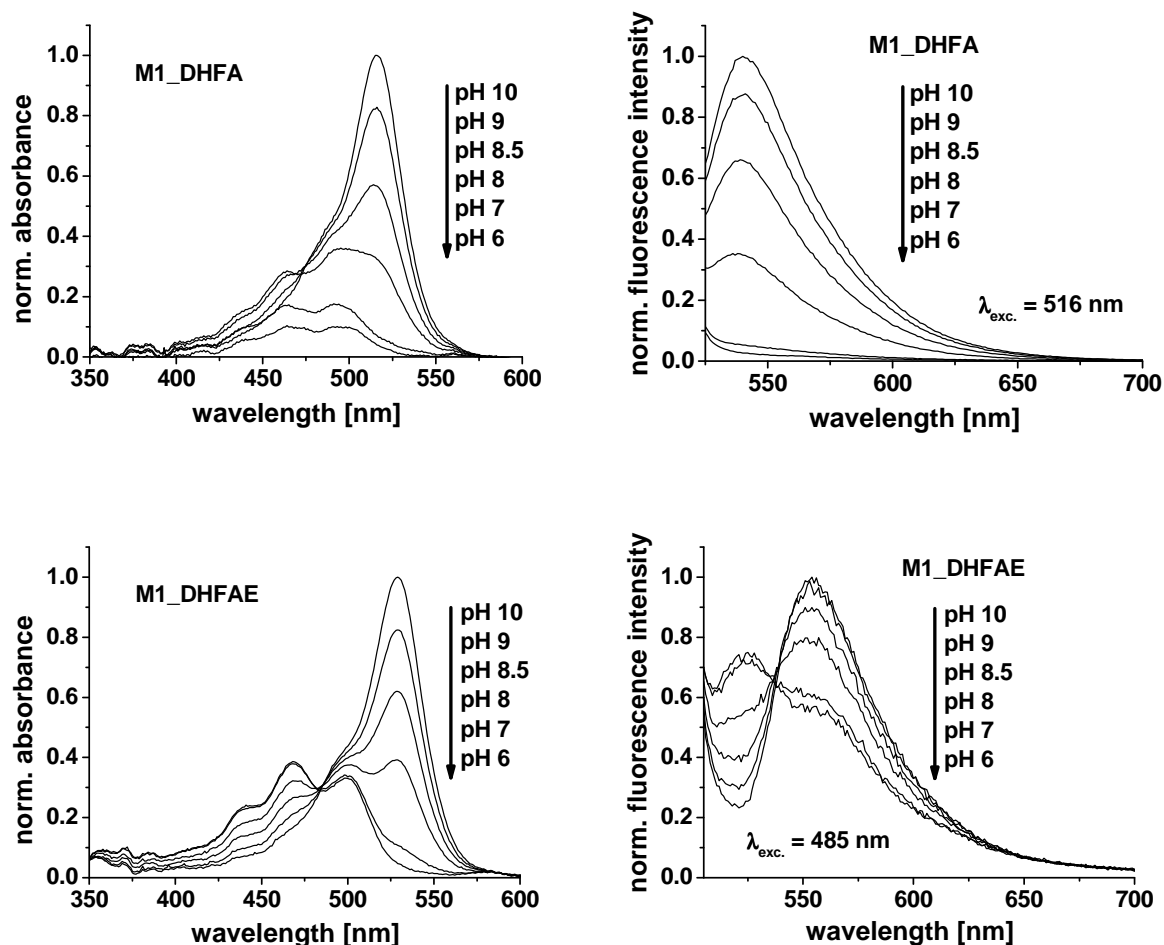 M1_DHFA
pH 10
pH 9
pH 8.5
pH 8
pH 7
pH 6
norm. absorbance
1.0
0.8
0.6
0.4
0.2
0.0
350 400 450 500 550 600
wavelength [nm]
M1_DHFA
pH 10
pH 9
pH 8.5
pH 8
pH 7
pH 6
λexc. = 516 nm
norm. fluorescence intensity
1.0
0.8
0.6
0.4
0.2
0.0
550 600 650 700
wavelength [nm]
M1_DHFAE
pH 10
pH 9
pH 8.5
pH 8
pH 7
pH 6
norm. absorbance
1.0
0.8
0.6
0.4
0.2
0.0
350 400 450 500 550 600
wavelength [nm]
M1_DHFAE
pH 10
pH 9
pH 8.5
pH 8
pH 7
pH 6
λexc. = 485 nm
norm. fluorescence intensity
1.0
0.8
0.6
0.4
0.2
0.0
550 600 650 700
wavelength [nm]